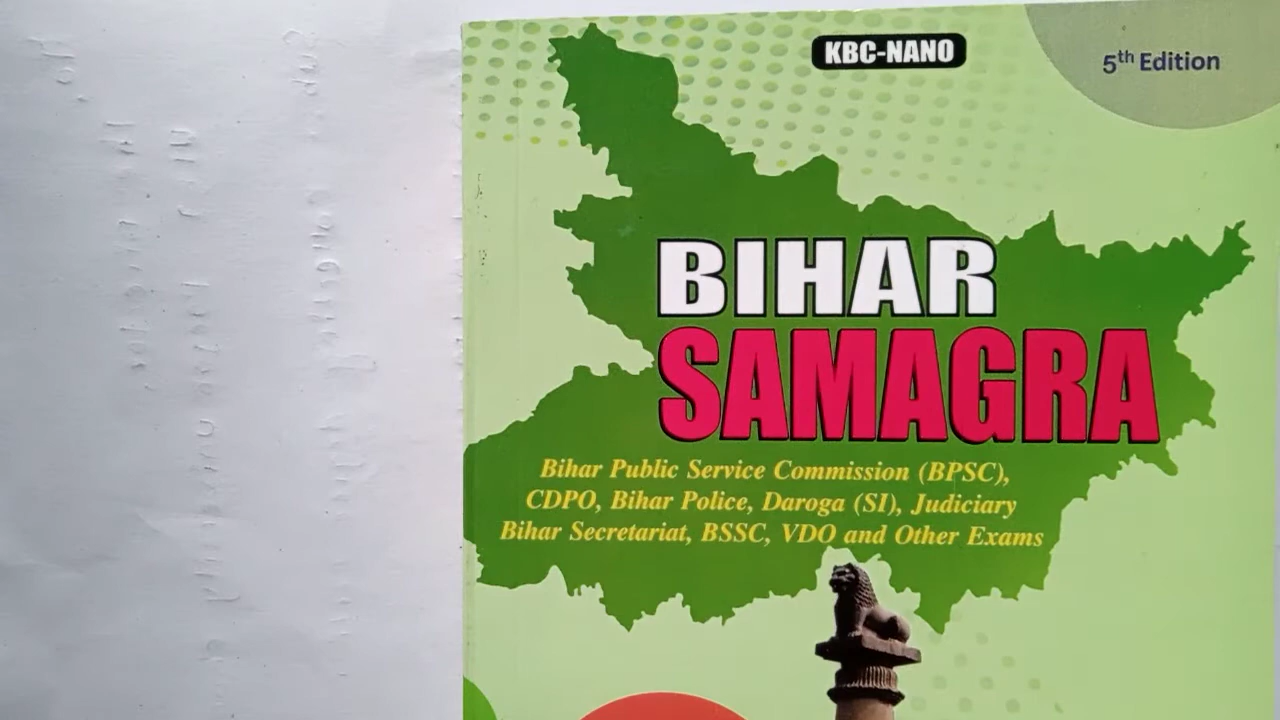 KBC-NANO
5th Edition
BIHAR
SAMAGRA
Bihar Public Service Commission (BPSC),
CDPO, Bihar Police, Daroga (SI), Judiciary
Bihar Secretariat, BSSC, VDO and Other Exams